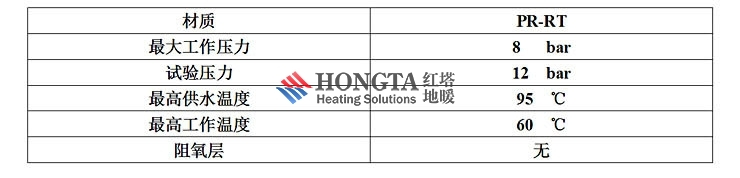 材质 PR-RT
最大工作压力 8 bar
试验压力 12 bar
HONGTA 红塔
Heating Solutions 地暖
最高供水温度 95 ℃
最高工作温度 60 ℃
阻氧层 无